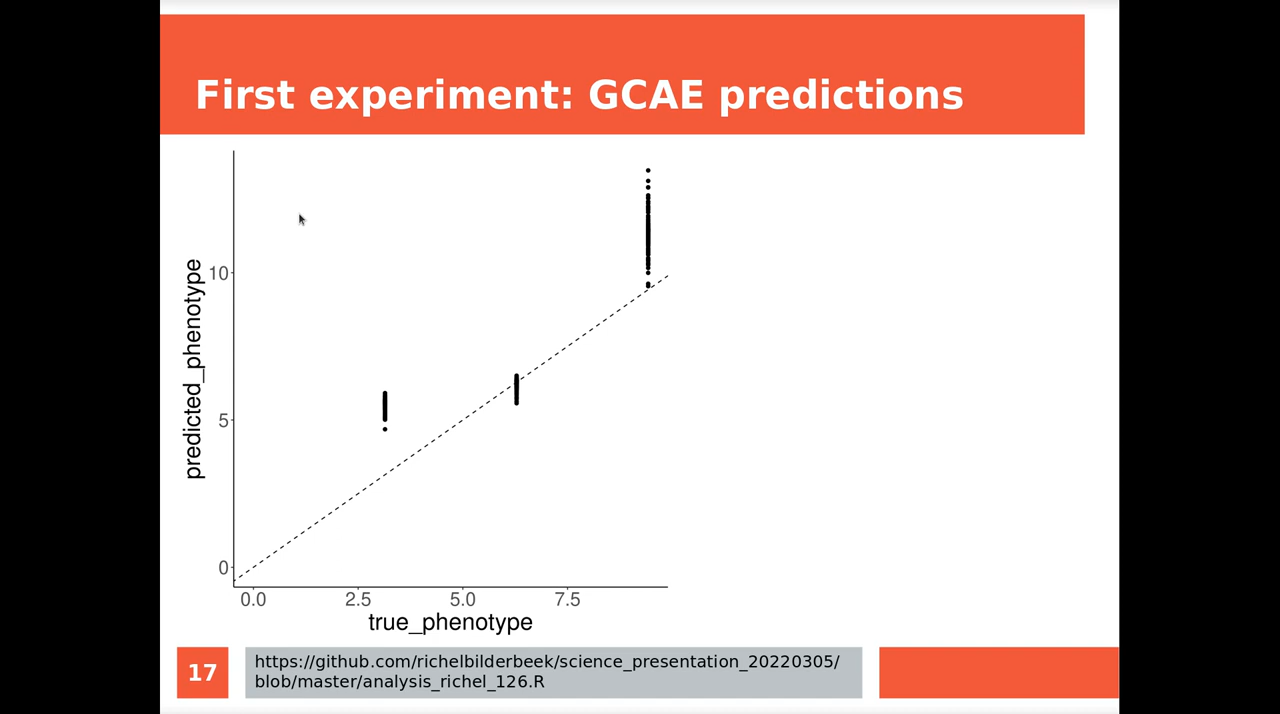 First experiment: GCAE predictions
predicted_phenotype
10
5
0
0.0 2.5 5.0 7.5
true_phenotype
17
https://github.com/richelbilderbeek/science_presentation_20220305/
blob/master/analysis_richel_126.R